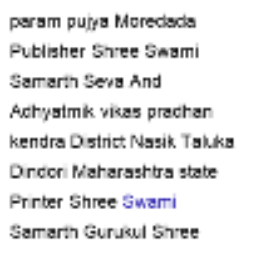 param pujya Moredada
Publisher Shree Swami
Samarth Seva And
Adhyatmik vikas pradhan
kendra District Nasik Taluka
Dindori Maharashtra state
Printer Shree Swami
Samarth Gurukul Shree